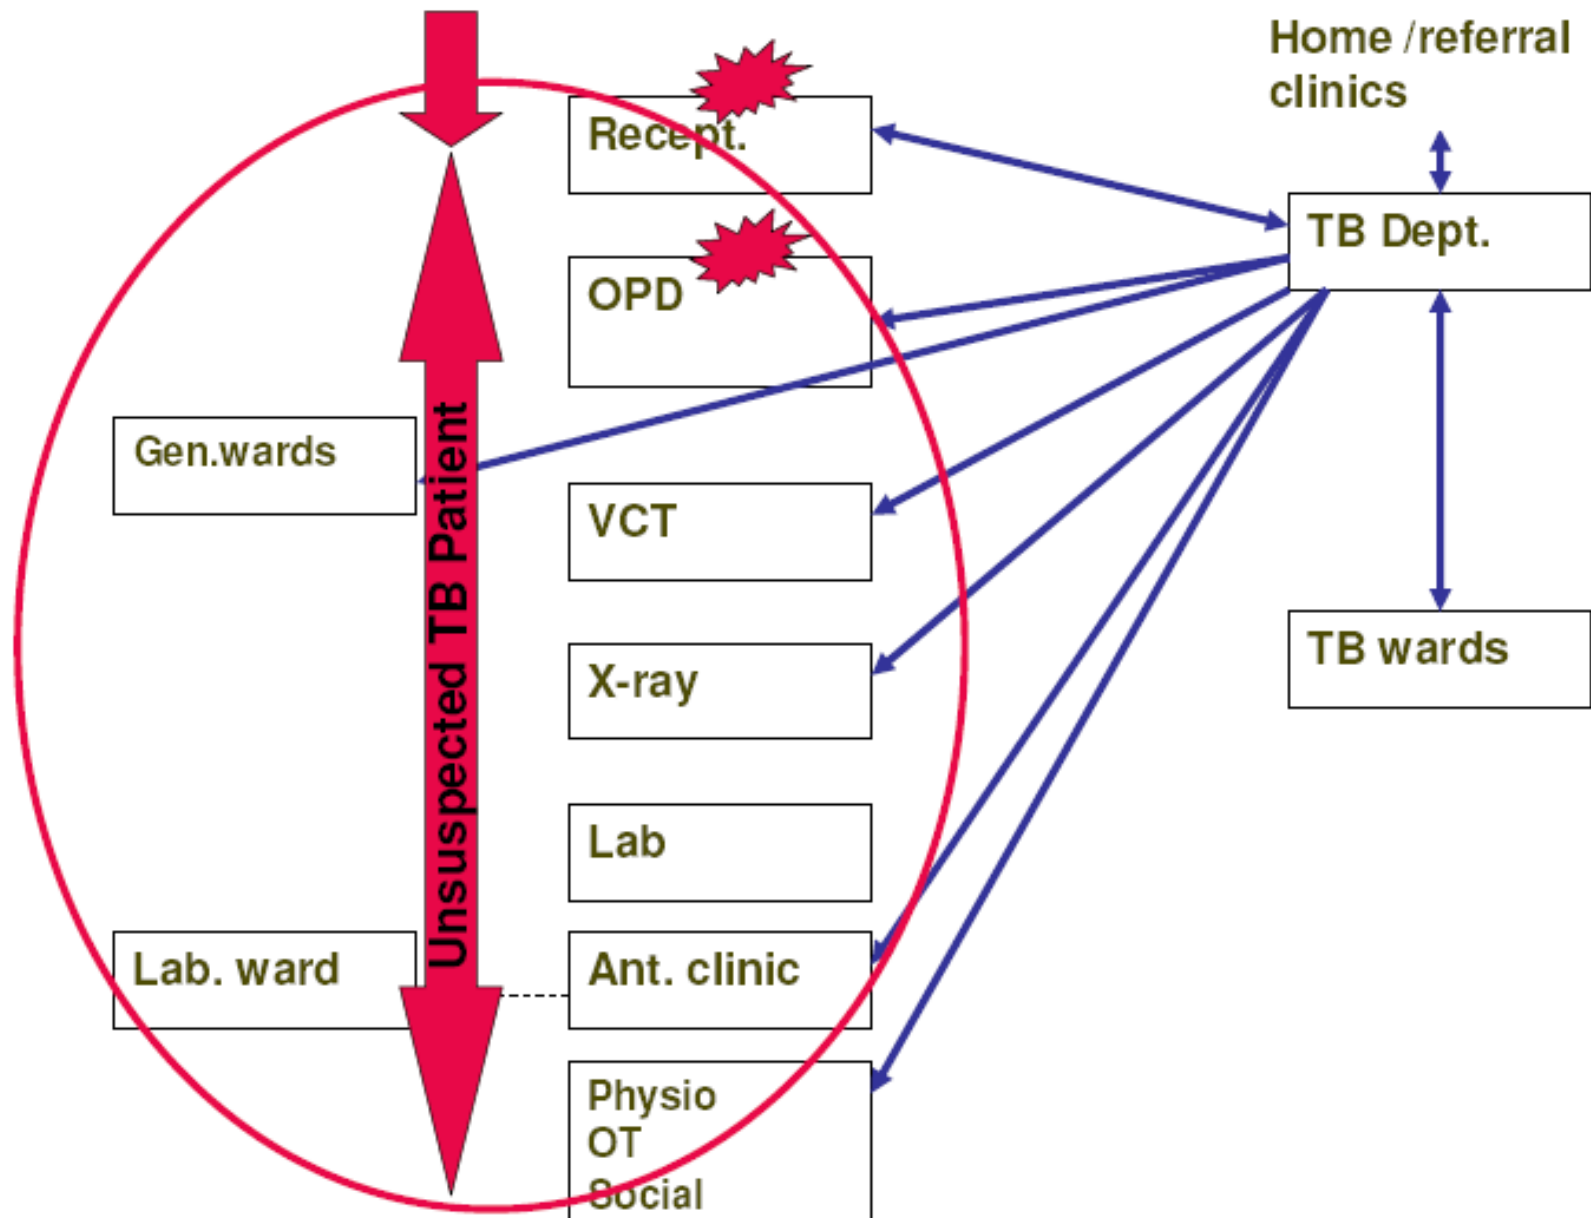 Home /referral
clinics
Recept.
TB Dept.
OPD
Gen.wards
Unsuspected TB Patient
VCT
TB wards
X-ray
Lab
Lab. ward
Ant. clinic
Physio
OT
Social